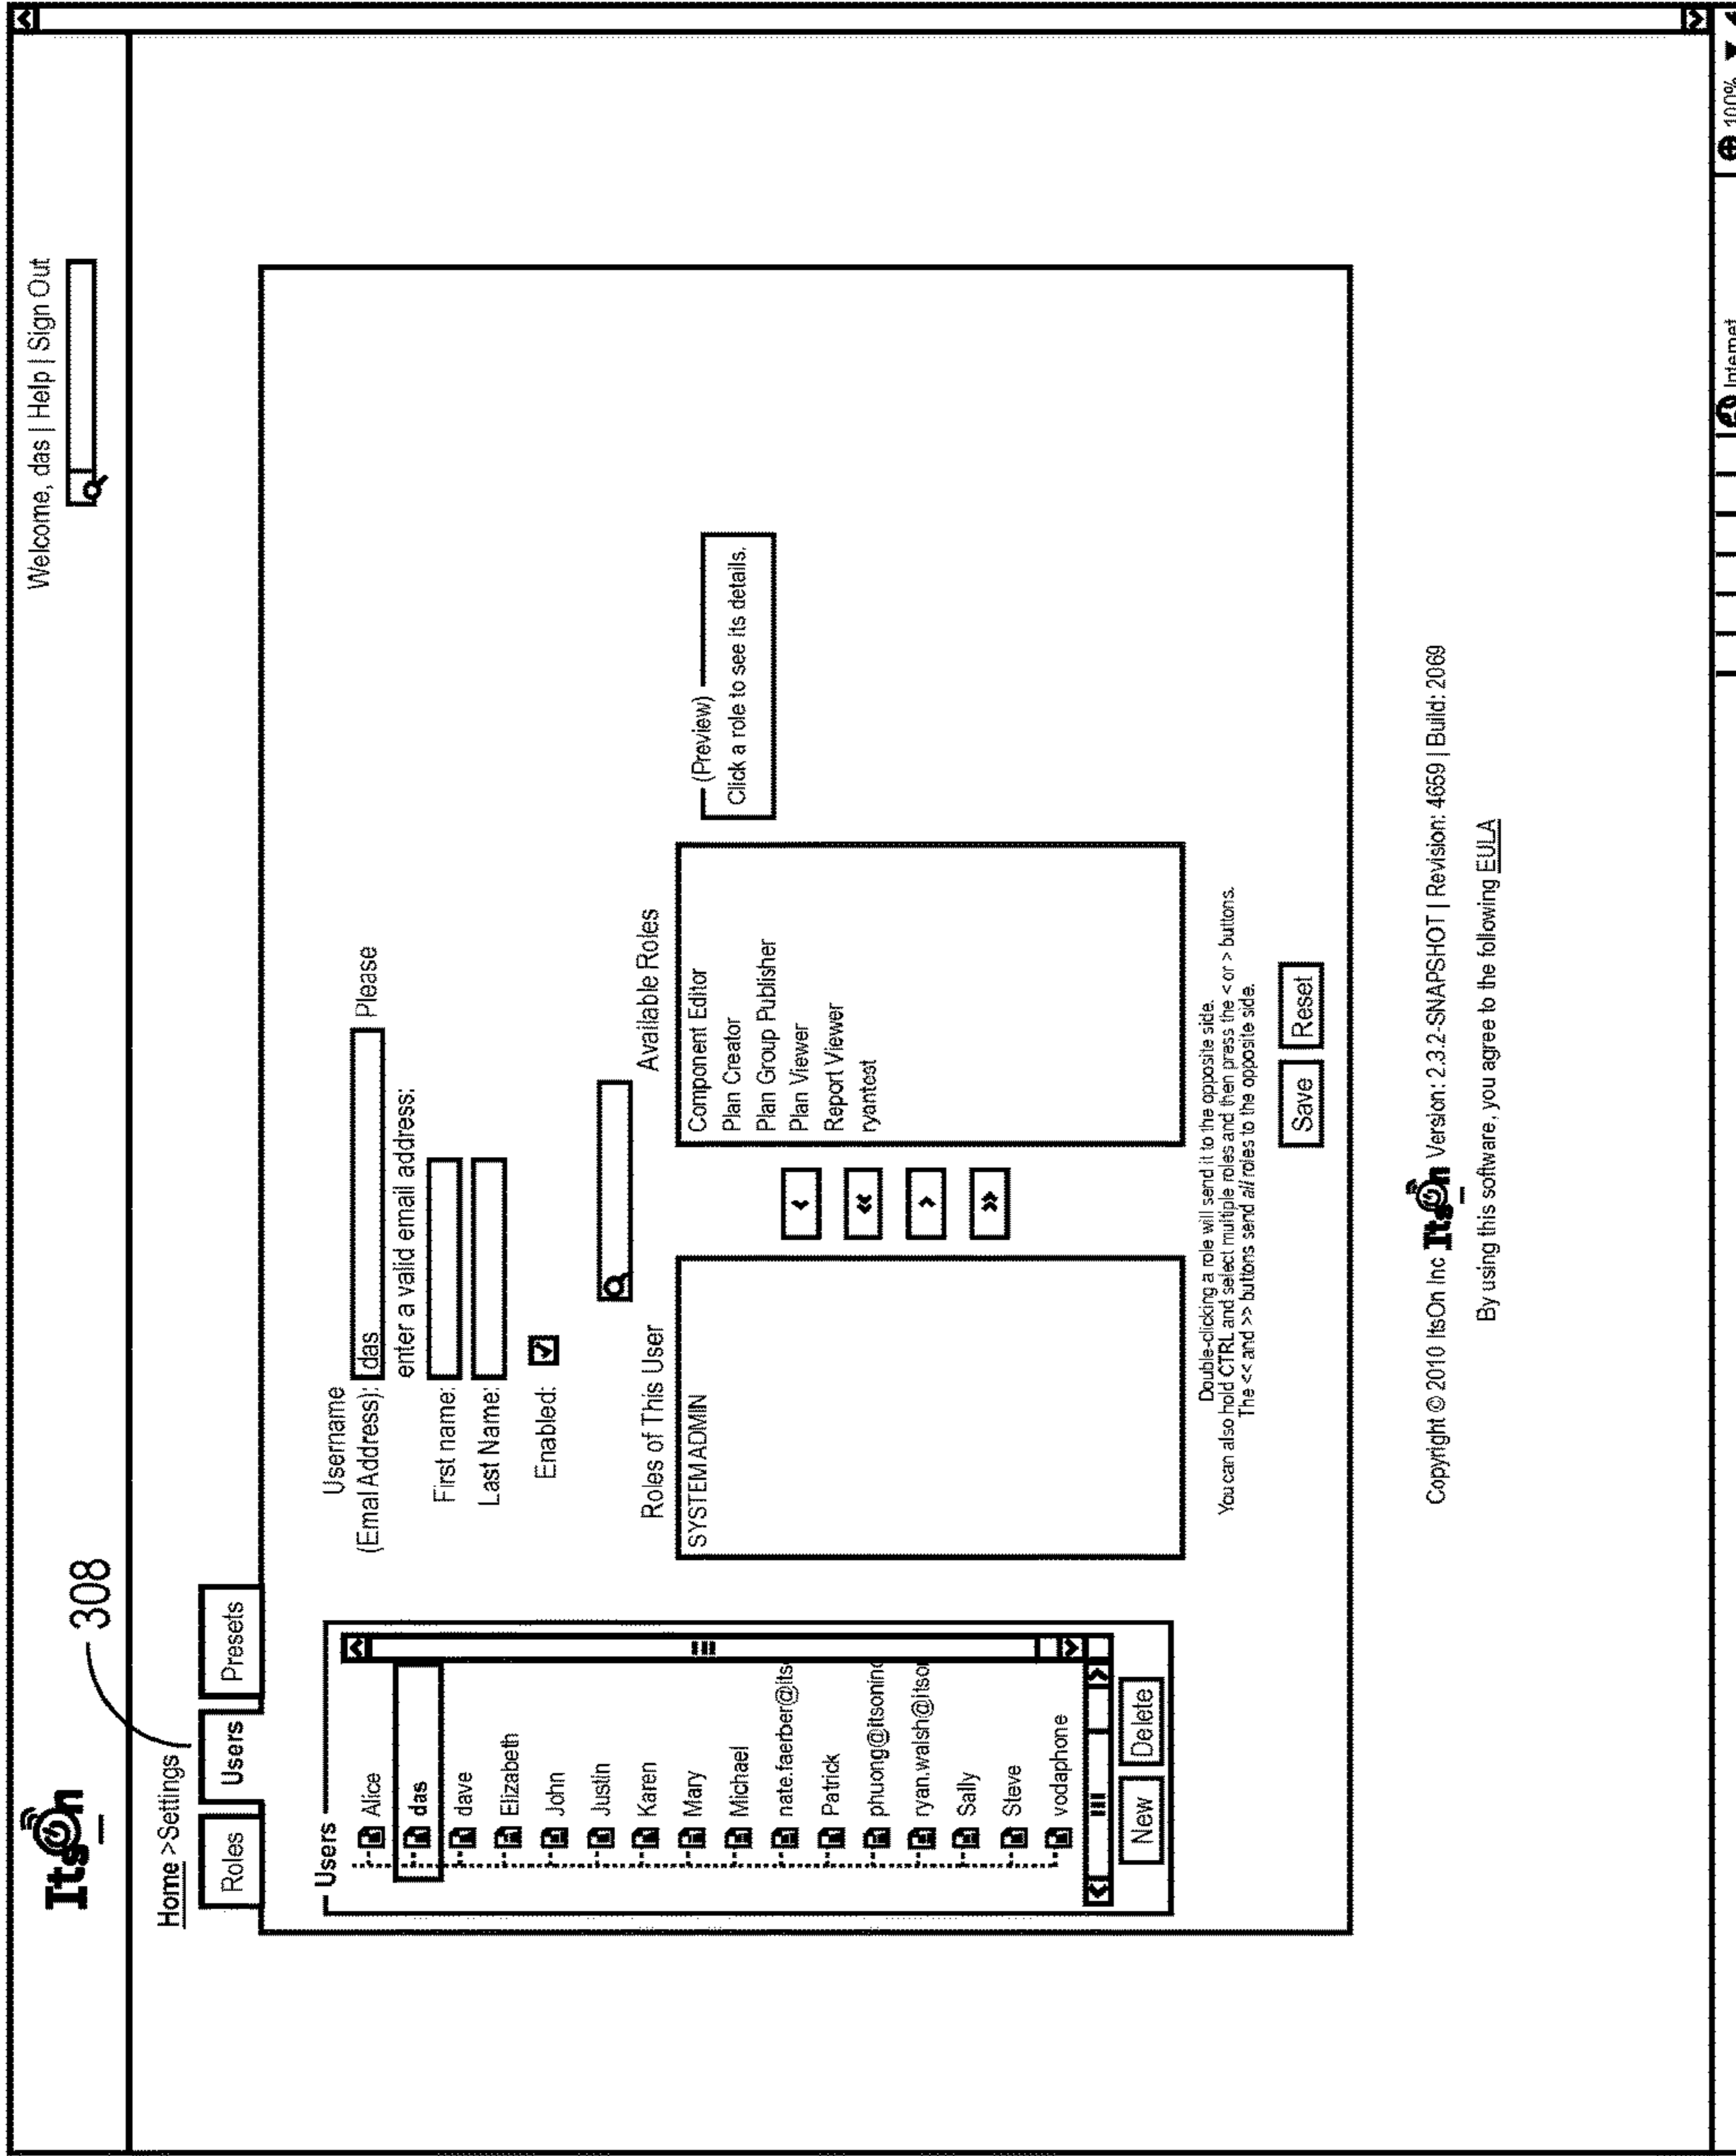 ItsOn
Welcome, das | Help | Sign Out
308
Home >Settings
Roles
Users
Presets
Users
Alice
das
dave
Elizabeth
John
Justin
Karen
Mary
Michael
nate.faerber@its
Patrick
phuong@itsoninc
ryan.walsh@itso
Sally
Steve
vodaphone
New
Delete
Username
(Emal Address): das Please
enter a valid email address:
First name:
Last Name:
Enabled:
Roles of This User
Available Roles
SYSTEM ADMIN
<
<<
>
>>
Component Editor
Plan Creator
Plan Group Publisher
Plan Viewer
Report Viewer
ryantest
(Preview)
Click a role to see its details.
Double-clicking a role will send it to the opposite side.
You can also hold CTRL and select multiple roles and then press the < or > buttons.
The << and >> buttons send all roles to the opposite side.
Save
Reset
Copyright © 2010 ItsOn Inc ItsOn Version: 2.3.2-SNAPSHOT | Revision: 4659 | Build: 2069
By using this software, you agree to the following EULA
Internet
100%